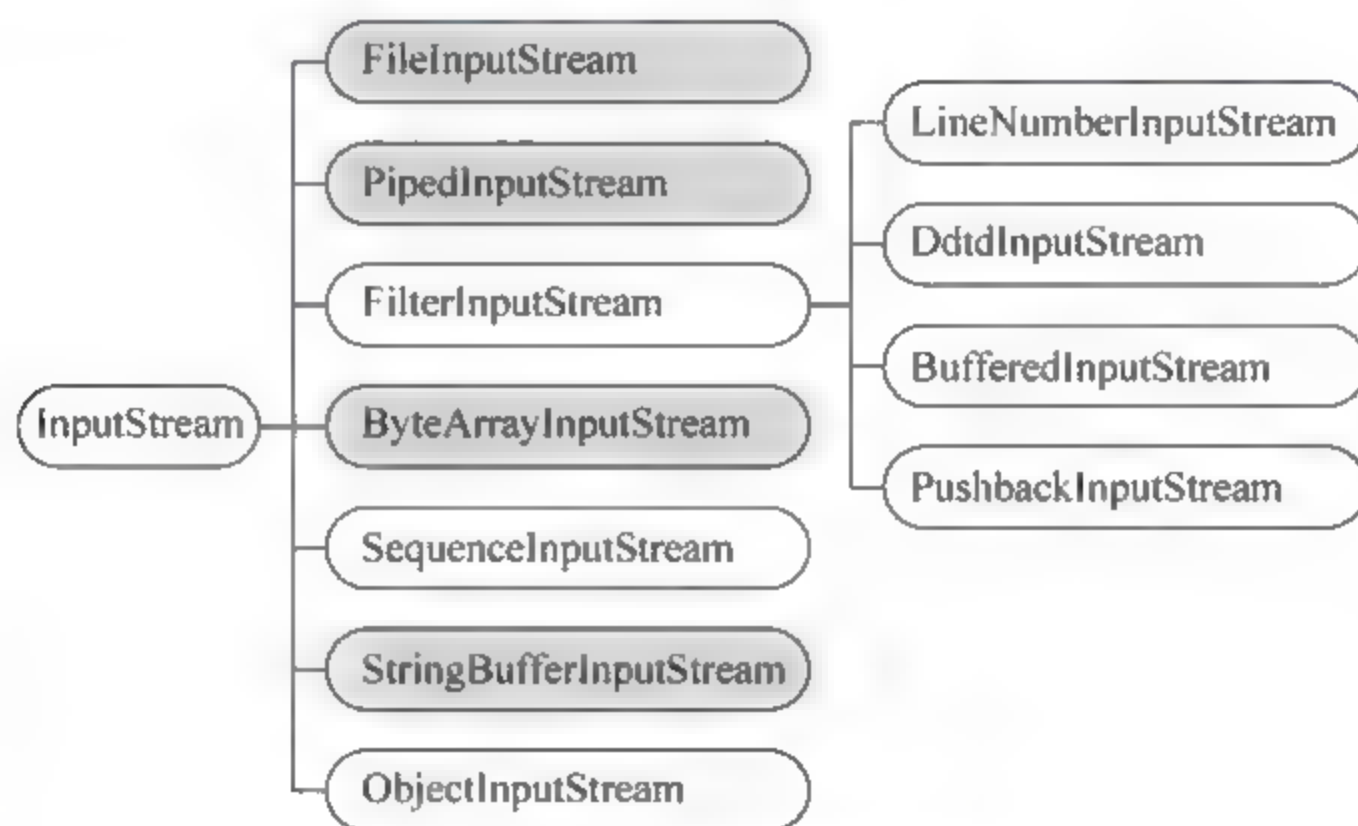 InputStream
FileInputStream
PipedInputStream
FilterInputStream
ByteArrayInputStream
SequenceInputStream
StringBufferInputStream
ObjectInputStream
LineNumberInputStream
DdtdInputStream
BufferedInputStream
PushbackInputStream